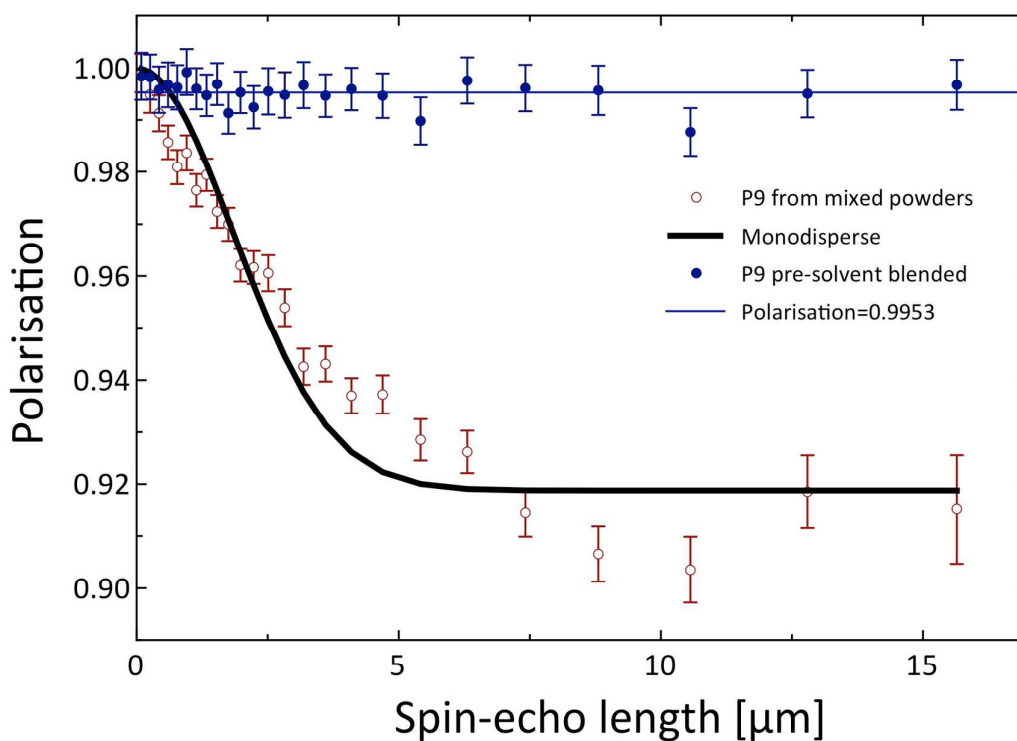 Polarisation
1.00
0.98
0.96
0.94
0.92
0.90
P9 from mixed powders
Monodisperse
P9 pre-solvent blended
Polarisation=0.9953
0
5
10
15
Spin-echo length [µm]